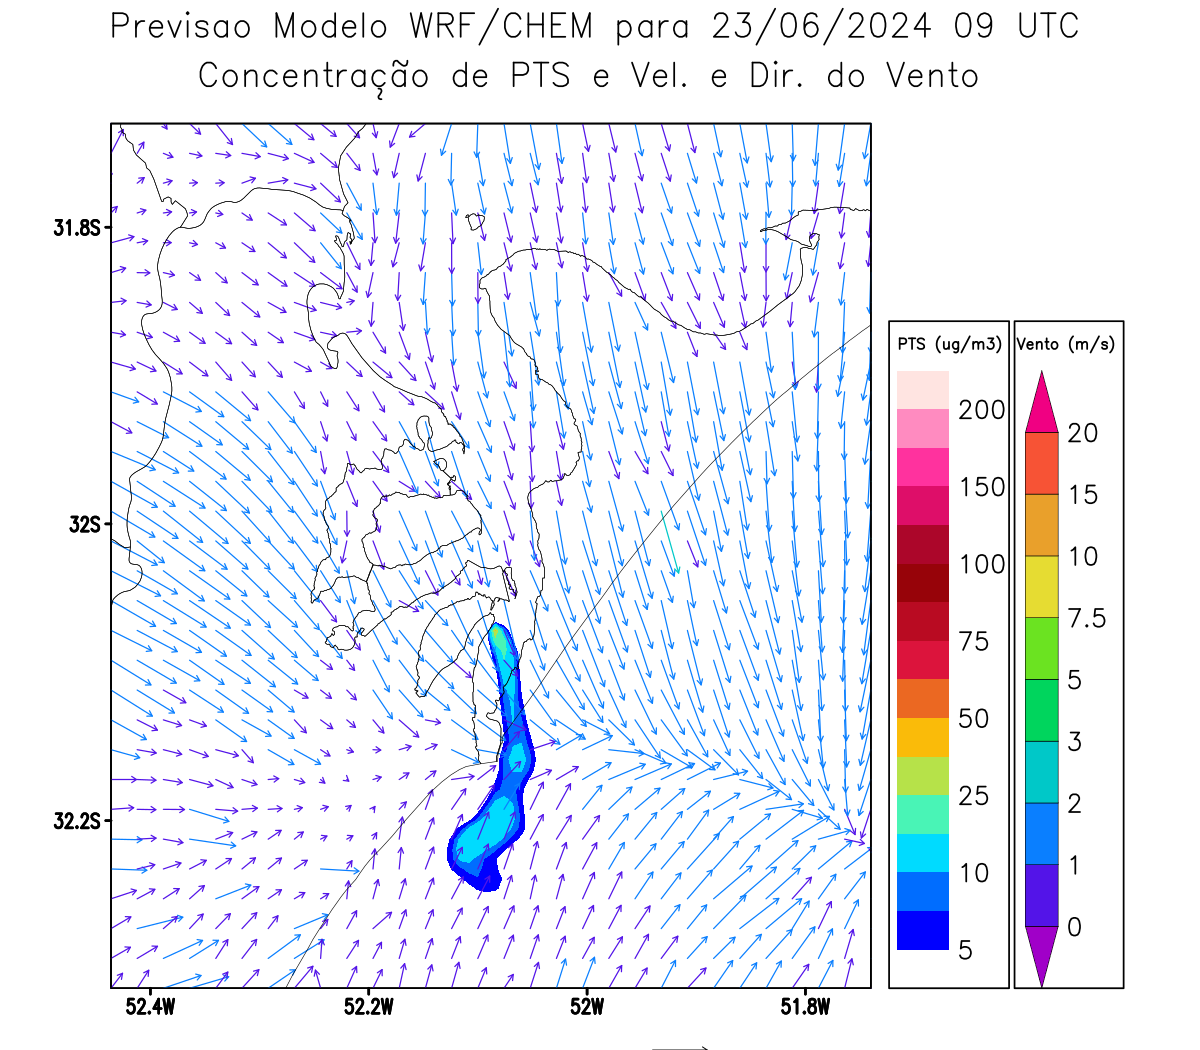 Previsao Modelo WRF/CHEM para 23/06/2024 09 UTC
Concentração de PTS e Vel. e Dir. do Vento
31.8S
32S
32.2S
52.4W
52.2W
52W
51.8W
PTS (ug/m3)
200
150
100
75
50
25
10
5
Vento (m/s)
20
15
10
7.5
5
3
2
1
0